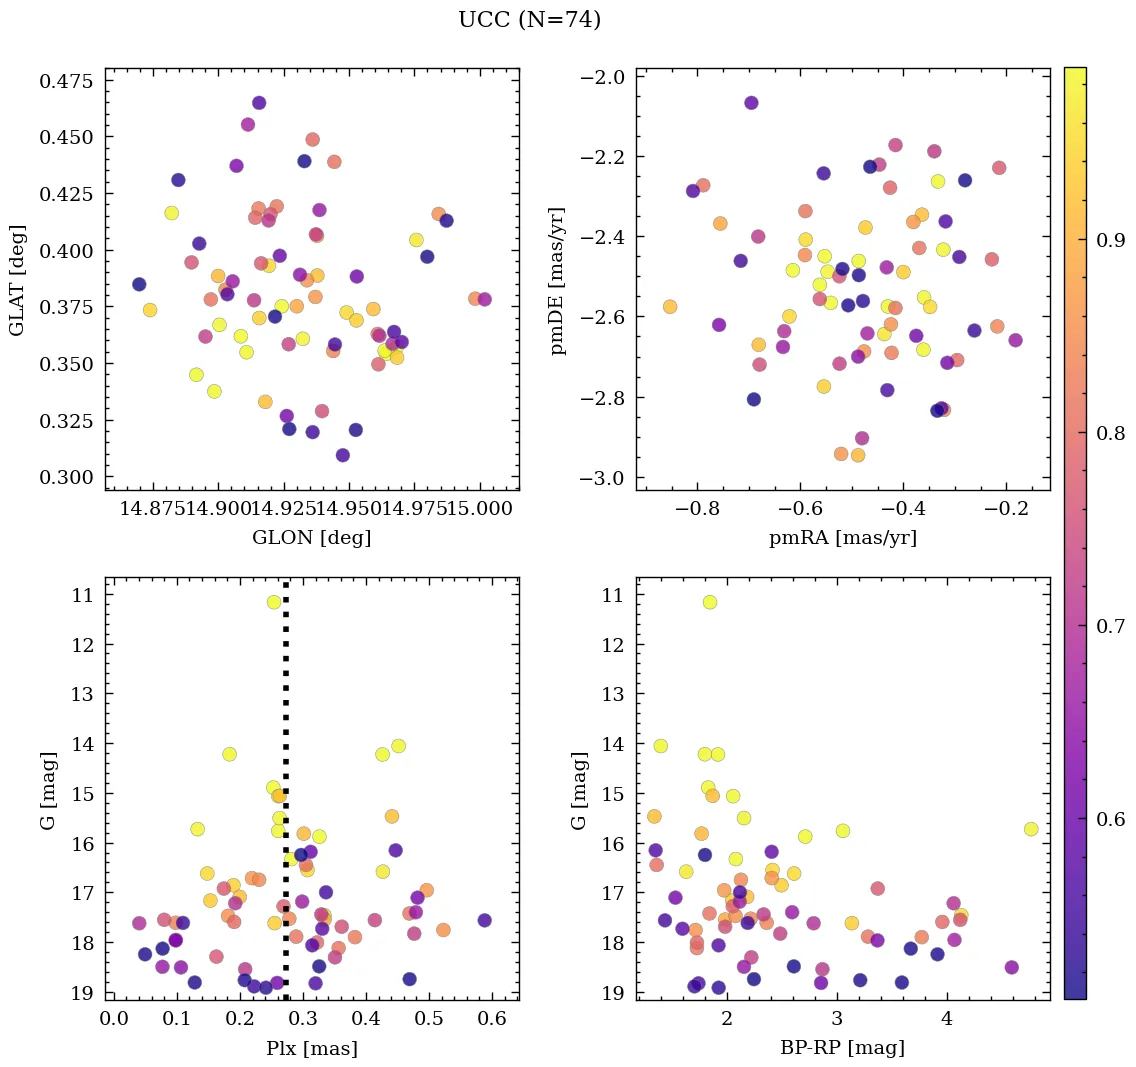 UCC (N=74)
0.475
0.450
0.425
0.400
0.375
0.350
0.325
0.300
GLAT [deg]
14.875 14.900 14.925 14.950 14.975 15.000
GLON [deg]
−2.0
−2.2
−2.4
−2.6
−2.8
−3.0
pmDE [mas/yr]
−0.8 −0.6 −0.4 −0.2
pmRA [mas/yr]
11
12
13
14
15
16
17
18
19
G [mag]
0.0 0.1 0.2 0.3 0.4 0.5 0.6
Plx [mas]
11
12
13
14
15
16
17
18
19
G [mag]
2 3 4
BP-RP [mag]
0.9
0.8
0.7
0.6